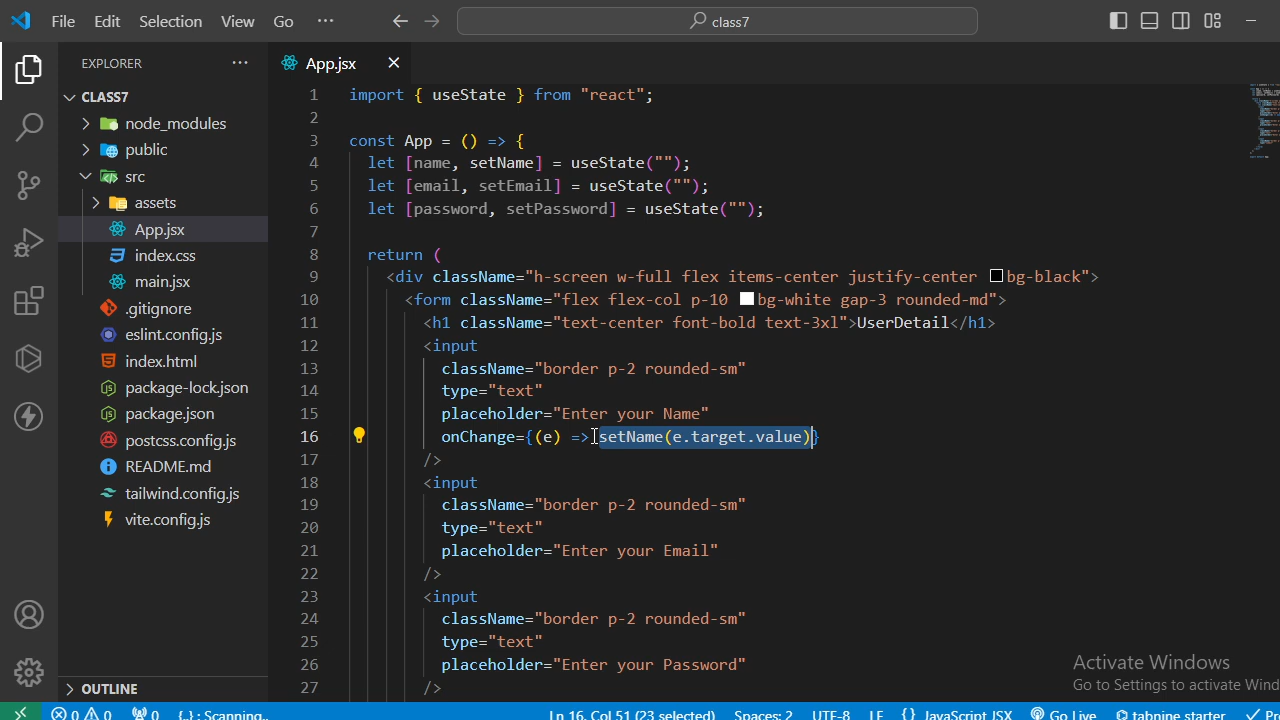 File Edit Selection View Go ··· class7
EXPLORER ···
CLASS7
node_modules
public
src
assets
App.jsx
index.css
main.jsx
.gitignore
eslint.config.js
index.html
package-lock.json
package.json
postcss.config.js
README.md
tailwind.config.js
vite.config.js
OUTLINE
App.jsx
1 import { useState } from "react";
2
3 const App = () => {
4 let [name, setName] = useState("");
5 let [email, setEmail] = useState("");
6 let [password, setPassword] = useState("");
7
8 return (
9 <div className="h-screen w-full flex items-center justify-center bg-black">
10 <form className="flex flex-col p-10 bg-white gap-3 rounded-md">
11 <h1 className="text-center font-bold text-3xl">UserDetail</h1>
12 <input
13 className="border p-2 rounded-sm"
14 type="text"
15 placeholder="Enter your Name"
16 onChange={(e) => setName(e.target.value)}
17 />
18 <input
19 className="border p-2 rounded-sm"
20 type="text"
21 placeholder="Enter your Email"
22 />
23 <input
24 className="border p-2 rounded-sm"
25 type="text"
26 placeholder="Enter your Password"
27 />
Activate Windows
Go to Settings to activate Wind
0 0 0 {..} : Scanning.. Ln 16, Col 51 (23 selected) Spaces: 2 UTF-8 LF {} JavaScript JSX Go Live tabnine starter